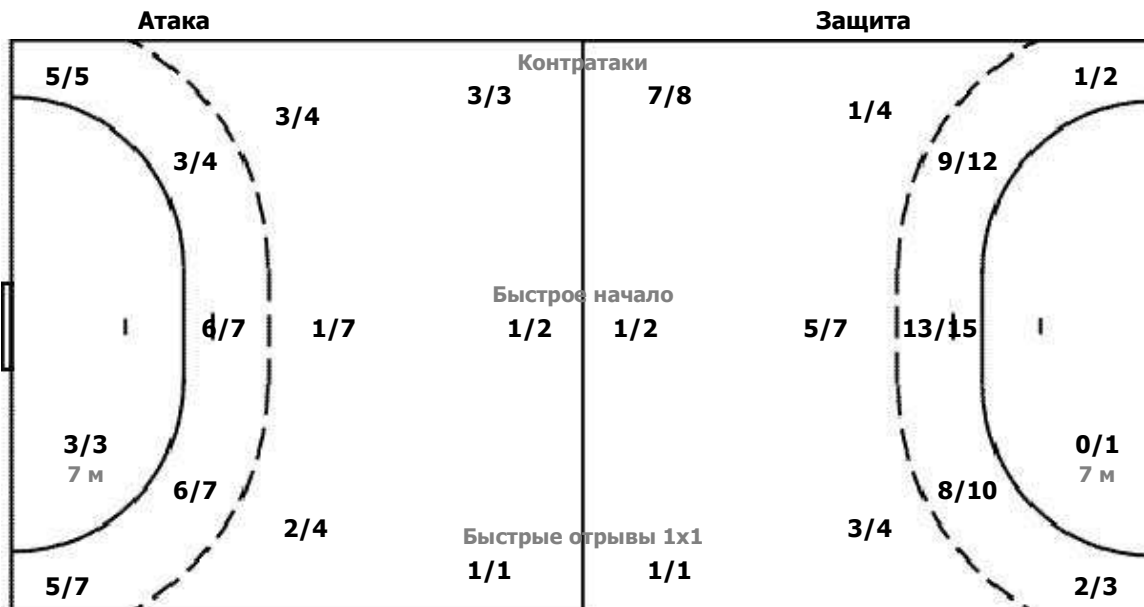 Атака Защита
Контратаки
5/5 3/4 3/3 7/8 1/4 1/2
3/4 9/12
Быстрое начало
6/7 1/7 1/2 1/2 5/7 13/15
3/3 0/1
7 м 7 м
6/7 8/10
2/4 3/4
Быстрые отрывы 1х1
5/7 1/1 1/1 2/3